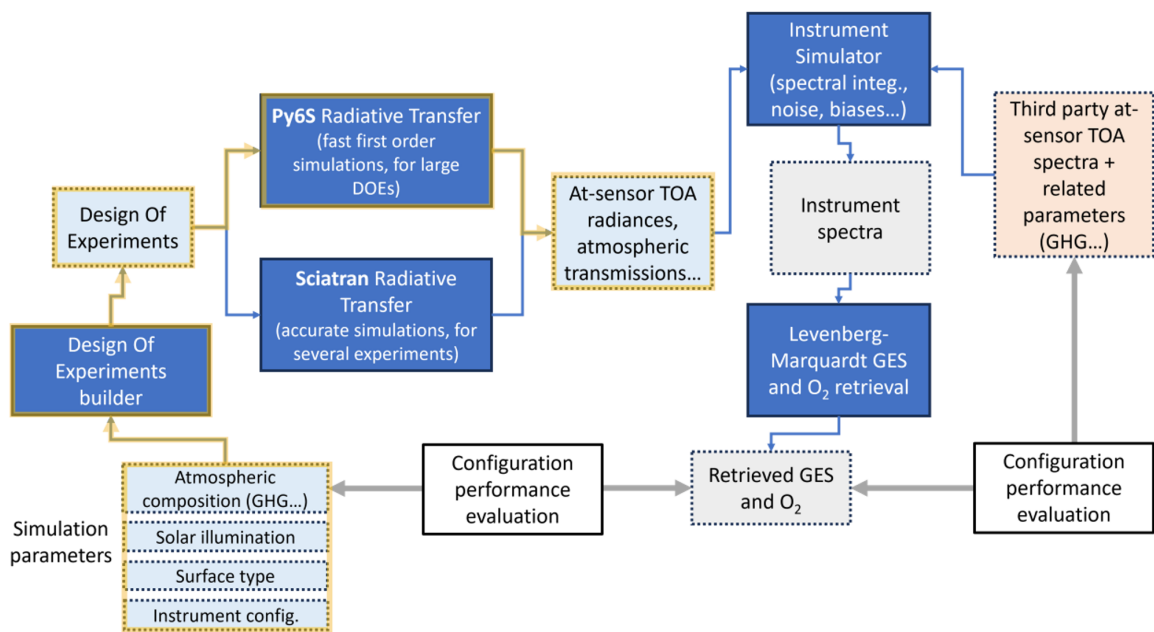 Instrument
Simulator
(spectral integ.,
noise, biases…)
Py6S Radiative Transfer
(fast first order
simulations, for large
DOEs)
Third party at-
sensor TOA
spectra +
related
parameters
(GHG…)
Design Of
Experiments
At-sensor TOA
radiances,
atmospheric
transmissions…
Instrument
spectra
Sciatran Radiative
Transfer
(accurate simulations, for
several experiments)
Design Of
Experiments
builder
Levenberg-
Marquardt GES
and O₂ retrieval
Simulation
parameters
Atmospheric
composition (GHG…)
Solar illumination
Surface type
Instrument config.
Configuration
performance
evaluation
Retrieved GES
and O₂
Configuration
performance
evaluation